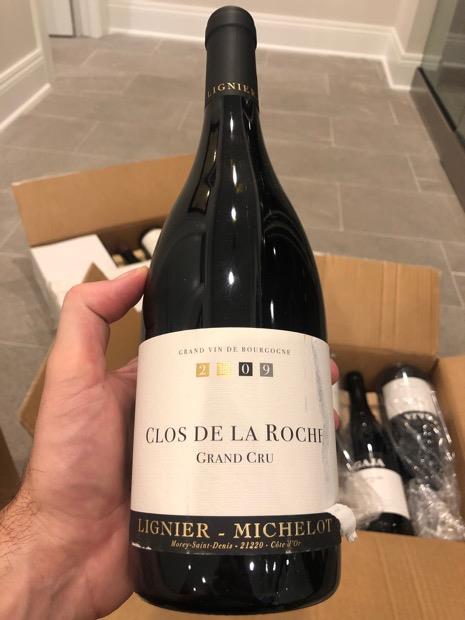 LIGNIER
GRAND VIN DE BOURGOGNE
2009
CLOS DE LA ROCHE
GRAND CRU
LIGNIER - MICHELOT
Morey-Saint-Denis - 21220 - Côte d'Or